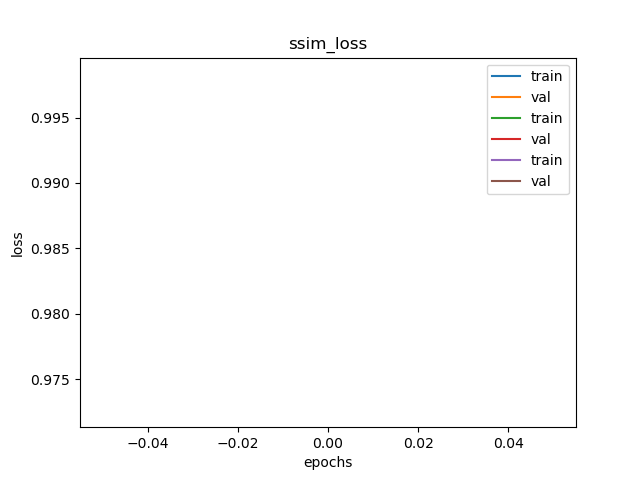 ssim_loss
train
val
train
val
train
val
0.995
0.990
0.985
0.980
0.975
loss
−0.04
−0.02
0.00
0.02
0.04
epochs